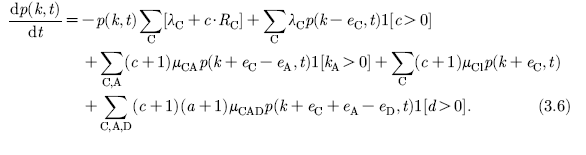 dp(k, t)/dt = −p(k, t) ∑_C [λ_C + c·R_C] + ∑_C λ_C p(k − e_C, t)1[c > 0]
+ ∑_{C,A} (c + 1)μ_{CA} p(k + e_C − e_A, t)1[k_A > 0] + ∑_C (c + 1)μ_{C1} p(k + e_C, t)
+ ∑_{C,A,D} (c + 1)(a + 1)μ_{CAD} p(k + e_C + e_A − e_D, t)1[d > 0]. (3.6)